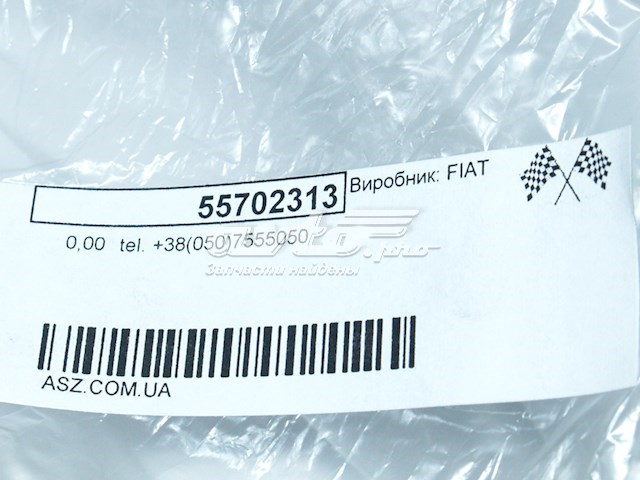 55702313
Виробник: FIAT
0,00 tel. +38(050)7555050
Запчасти найдены
ASZ.COM.UA